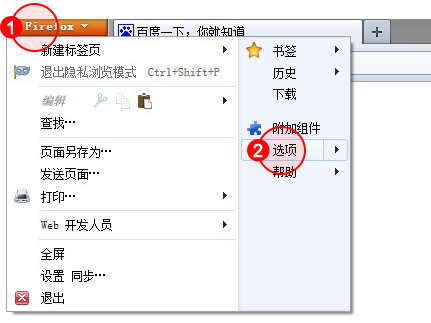 1 Firefox
百度一下，你就知道
新建标签页
退出隐私浏览模式 Ctrl+Shift+P
编辑
查找…
页面另存为…
发送页面…
打印…
Web 开发人员
全屏
设置 同步…
退出
书签
历史
下载
附加组件
2 选项
帮助